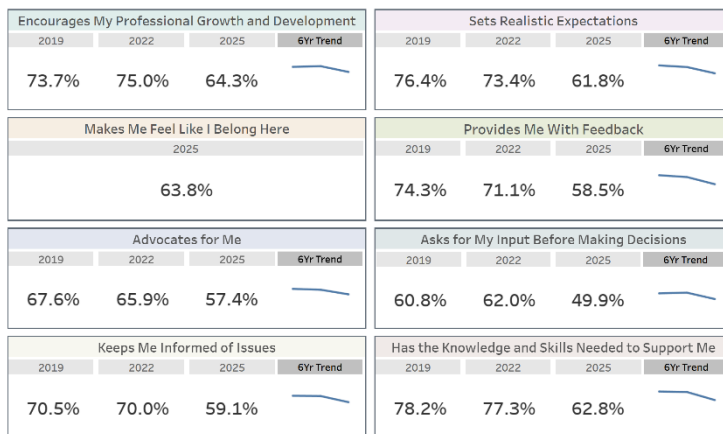 Encourages My Professional Growth and Development
2019 2022 2025 6Yr Trend
73.7% 75.0% 64.3%
Sets Realistic Expectations
2019 2022 2025 6Yr Trend
76.4% 73.4% 61.8%
Makes Me Feel Like I Belong Here
2025
63.8%
Provides Me With Feedback
2019 2022 2025 6Yr Trend
74.3% 71.1% 58.5%
Advocates for Me
2019 2022 2025 6Yr Trend
67.6% 65.9% 57.4%
Asks for My Input Before Making Decisions
2019 2022 2025 6Yr Trend
60.8% 62.0% 49.9%
Keeps Me Informed of Issues
2019 2022 2025 6Yr Trend
70.5% 70.0% 59.1%
Has the Knowledge and Skills Needed to Support Me
2019 2022 2025 6Yr Trend
78.2% 77.3% 62.8%